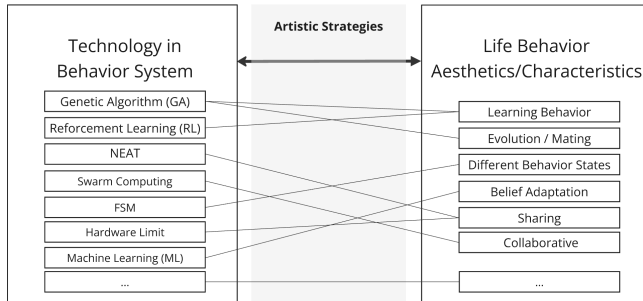 Artistic Strategies
Technology in
Behavior System
Genetic Algorithm (GA)
Reforcement Learning (RL)
NEAT
Swarm Computing
FSM
Hardware Limit
Machine Learning (ML)
...
Life Behavior
Aesthetics/Characteristics
Learning Behavior
Evolution / Mating
Different Behavior States
Belief Adaptation
Sharing
Collaborative
...